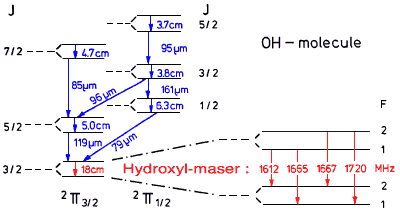 J
J
7/2
4.7cm
3.7cm
5/2
OH-molecule
95µm
3.8cm
3/2
85µm
96µm
161µm
6.3cm
1/2
5/2
5.0cm
119µm
79µm
3/2
18cm
Hydroxyl-maser :
1612
1665
1667
1720
MHz
F
2
1
2
1
²Π3/2
²Π1/2